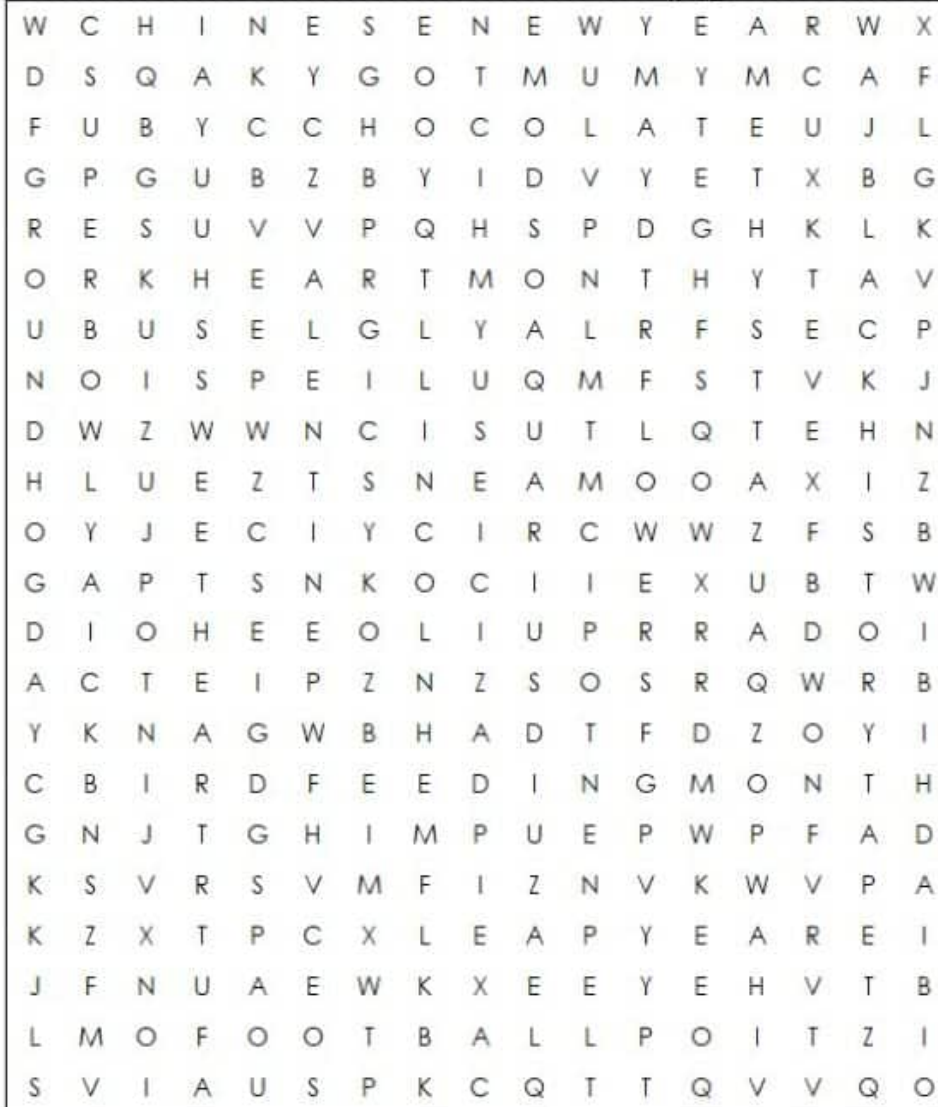 W C H I N E S E N E W Y E A R W X
D S Q A K Y G O T M U M Y M C A F
F U B Y C C H O C O L A T E U J L
G P G U B Z B Y I D V Y E T X B G
R E S U V V P Q H S P D G H K L K
O R K H E A R T M O N T H Y T A V
U B U S E L G L Y A L R F S E C P
N O I S P E I L U Q M F S T V K J
D W Z W W N C I S U T L Q T E H N
H L U E Z T S N E A M O O A X I Z
O Y J E C I Y C I R C W W Z F S B
G A P T S N K O C I I E X U B T W
D I O H E E O L I U P R R A D O I
A C T E I P Z N Z S O S R Q W R B
Y K N A G W B H A D T F D Z O Y I
C B I R D F E E D I N G M O N T H
G N J T G H I M P U E P W P F A D
K S V R S V M F I Z N V K W V P A
K Z X T P C X L E A P Y E A R E I
J F N U A E W K X E E Y E H V T B
L M O F O O T B A L L P O I T Z I
S V I A U S P K C Q T T Q V V Q O